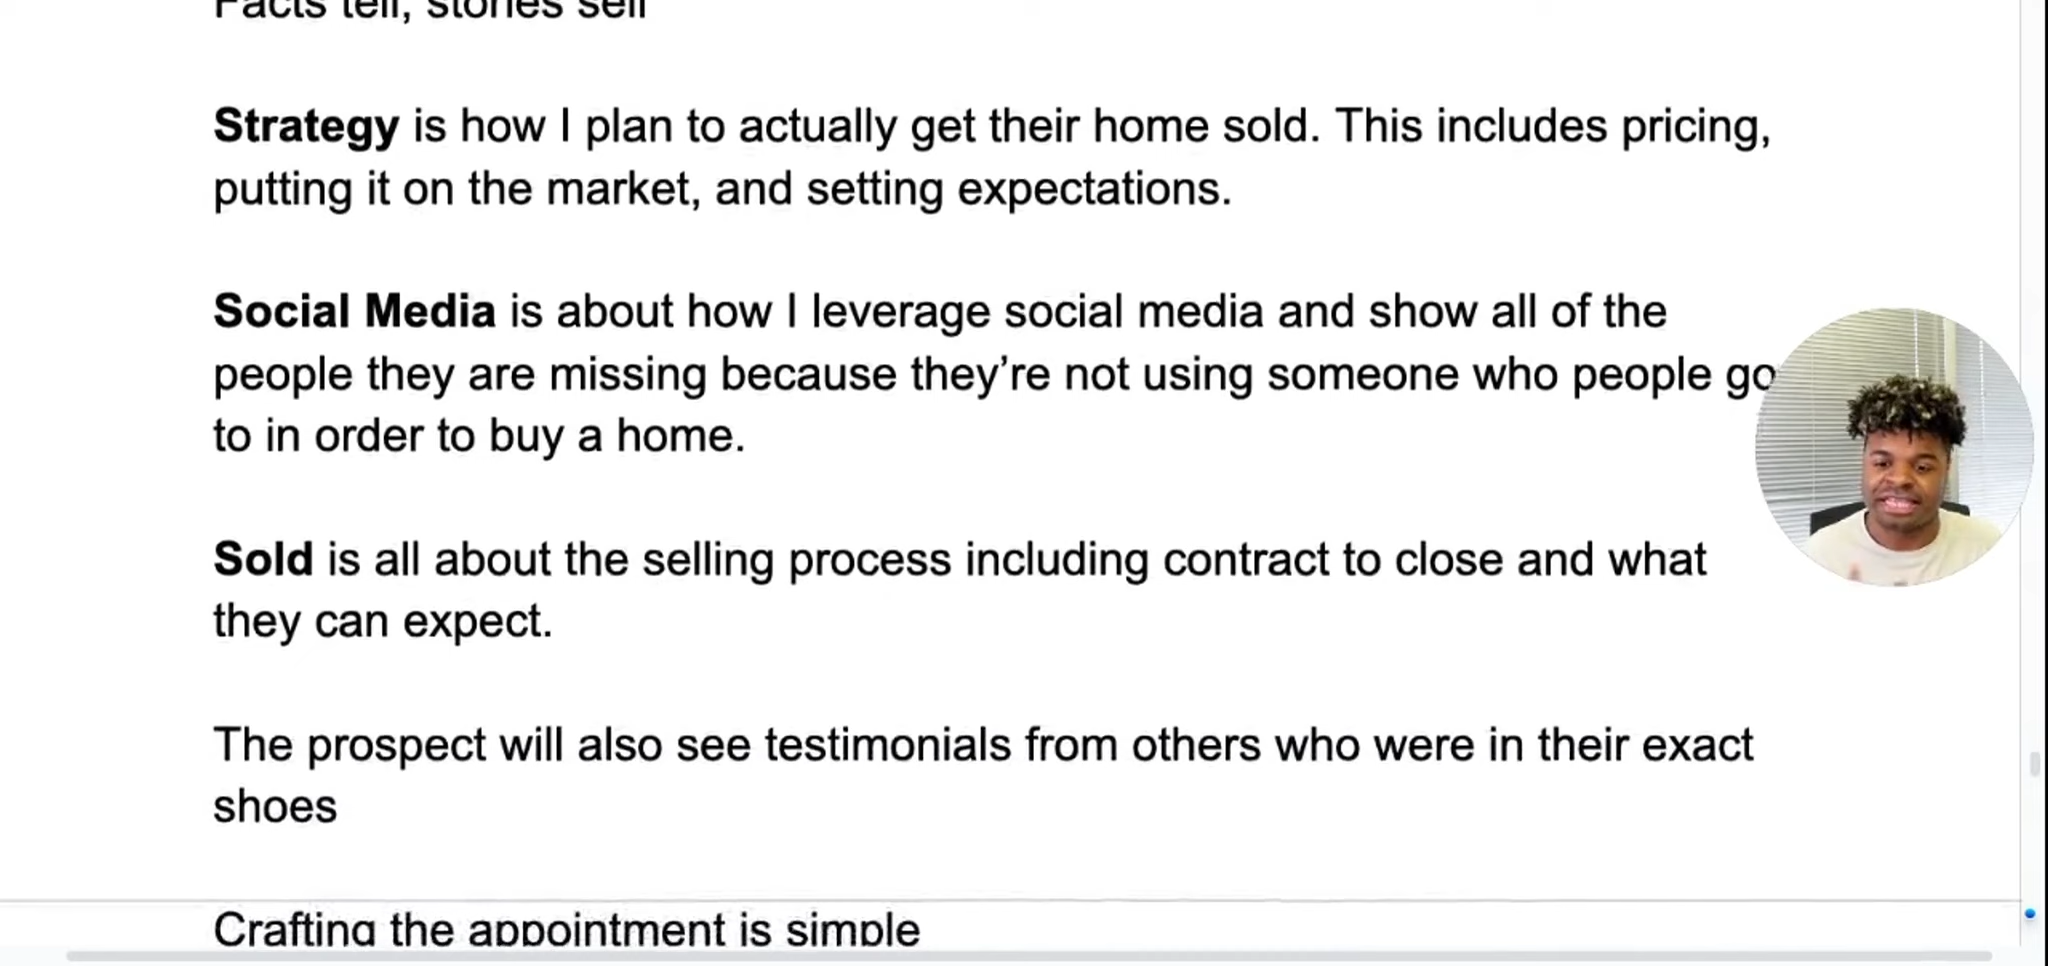 Facts tell, stories sell
Strategy is how I plan to actually get their home sold. This includes pricing,
putting it on the market, and setting expectations.
Social Media is about how I leverage social media and show all of the
people they are missing because they’re not using someone who people go
to in order to buy a home.
Sold is all about the selling process including contract to close and what
they can expect.
The prospect will also see testimonials from others who were in their exact
shoes
Crafting the appointment is simple